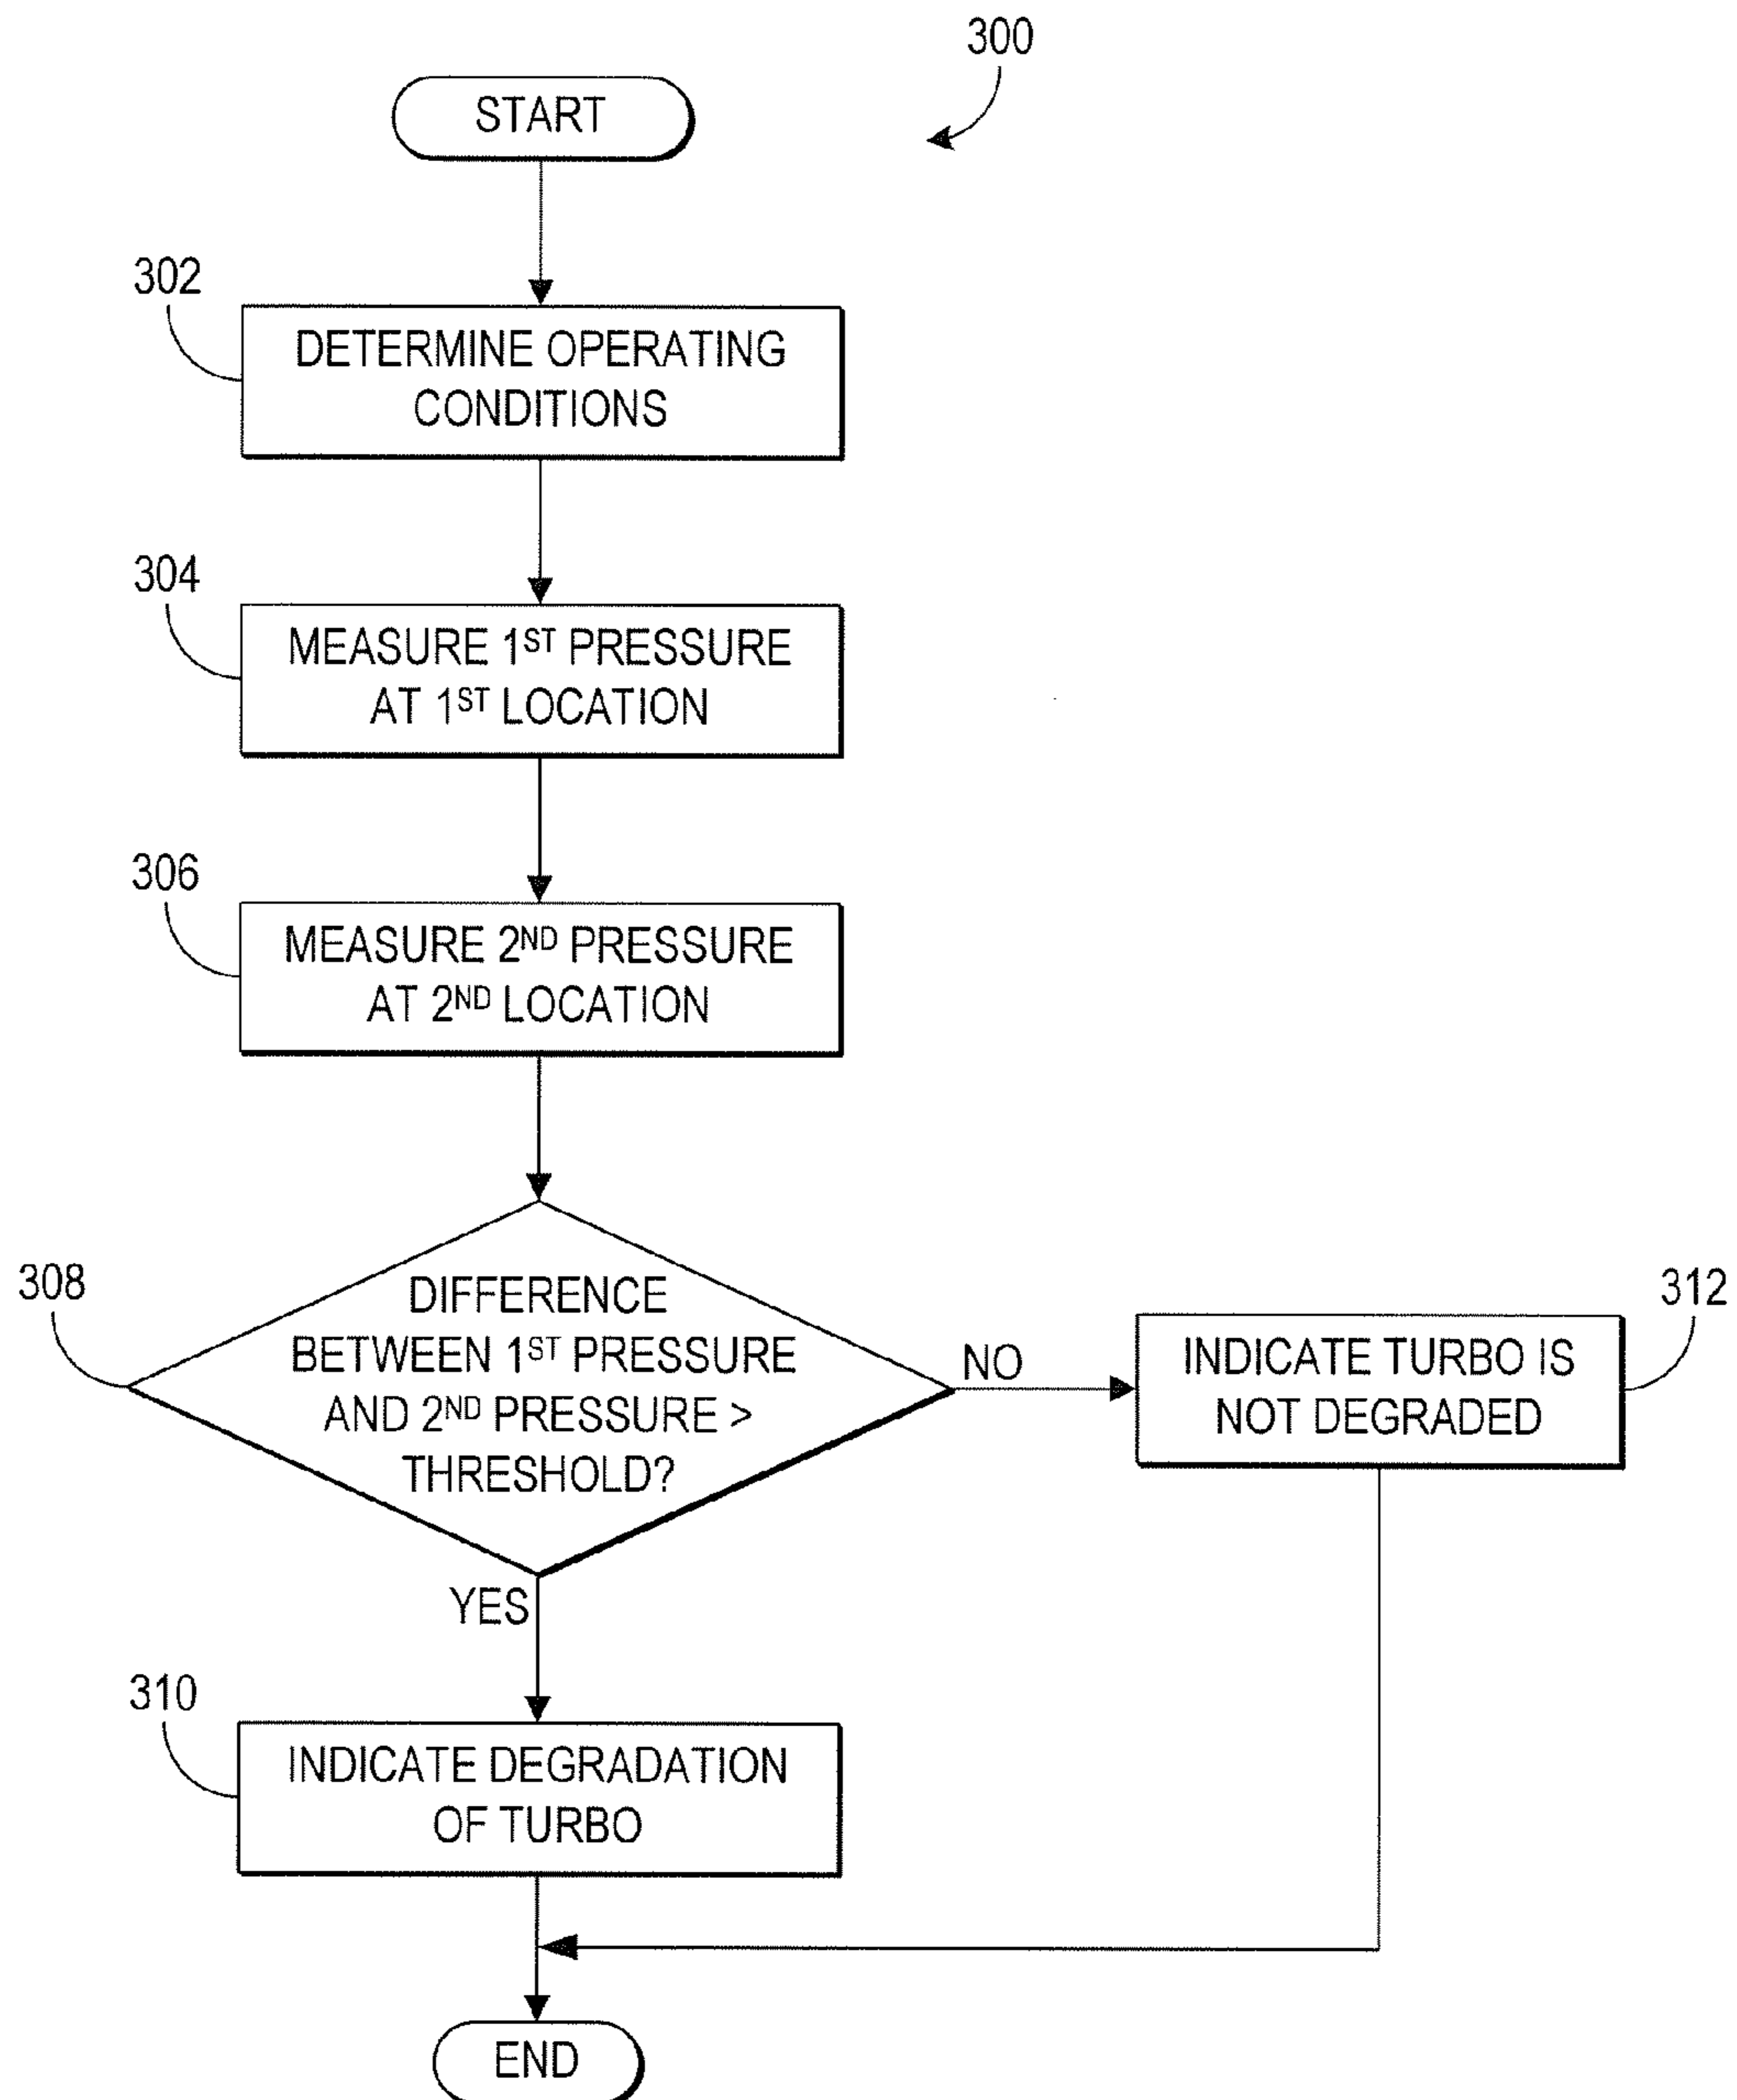 300
START
302
DETERMINE OPERATING
CONDITIONS
304
MEASURE 1ST PRESSURE
AT 1ST LOCATION
306
MEASURE 2ND PRESSURE
AT 2ND LOCATION
308
DIFFERENCE
BETWEEN 1ST PRESSURE
AND 2ND PRESSURE >
THRESHOLD?
NO
312
INDICATE TURBO IS
NOT DEGRADED
YES
310
INDICATE DEGRADATION
OF TURBO
END